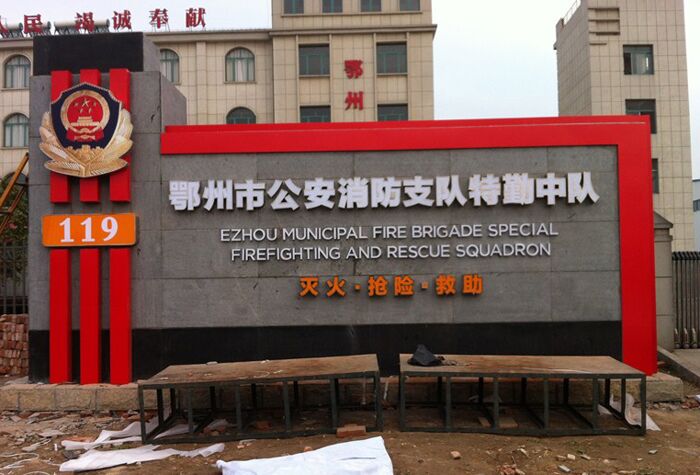 民 竭诚奉献
鄂州
119
鄂州市公安消防支队特勤中队
EZHOU MUNICIPAL FIRE BRIGADE SPECIAL
FIREFIGHTING AND RESCUE SQUADRON
灭火·抢险·救助